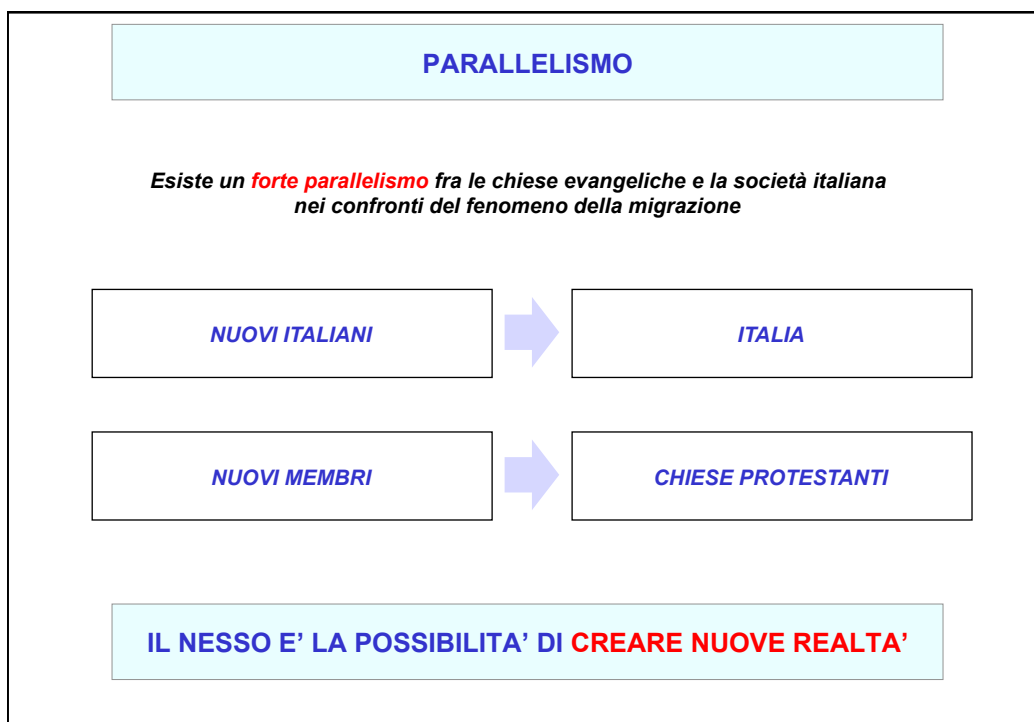 PARALLELISMO
Esiste un forte parallelismo fra le chiese evangeliche e la società italiana
nei confronti del fenomeno della migrazione
NUOVI ITALIANI
ITALIA
NUOVI MEMBRI
CHIESE PROTESTANTI
IL NESSO E’ LA POSSIBILITA’ DI CREARE NUOVE REALTA’